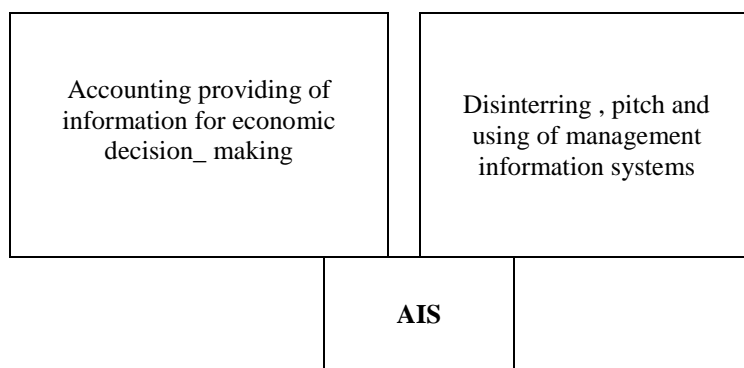 Accounting providing of
information for economic
decision_ making
Disinterring , pitch and
using of management
information systems
AIS